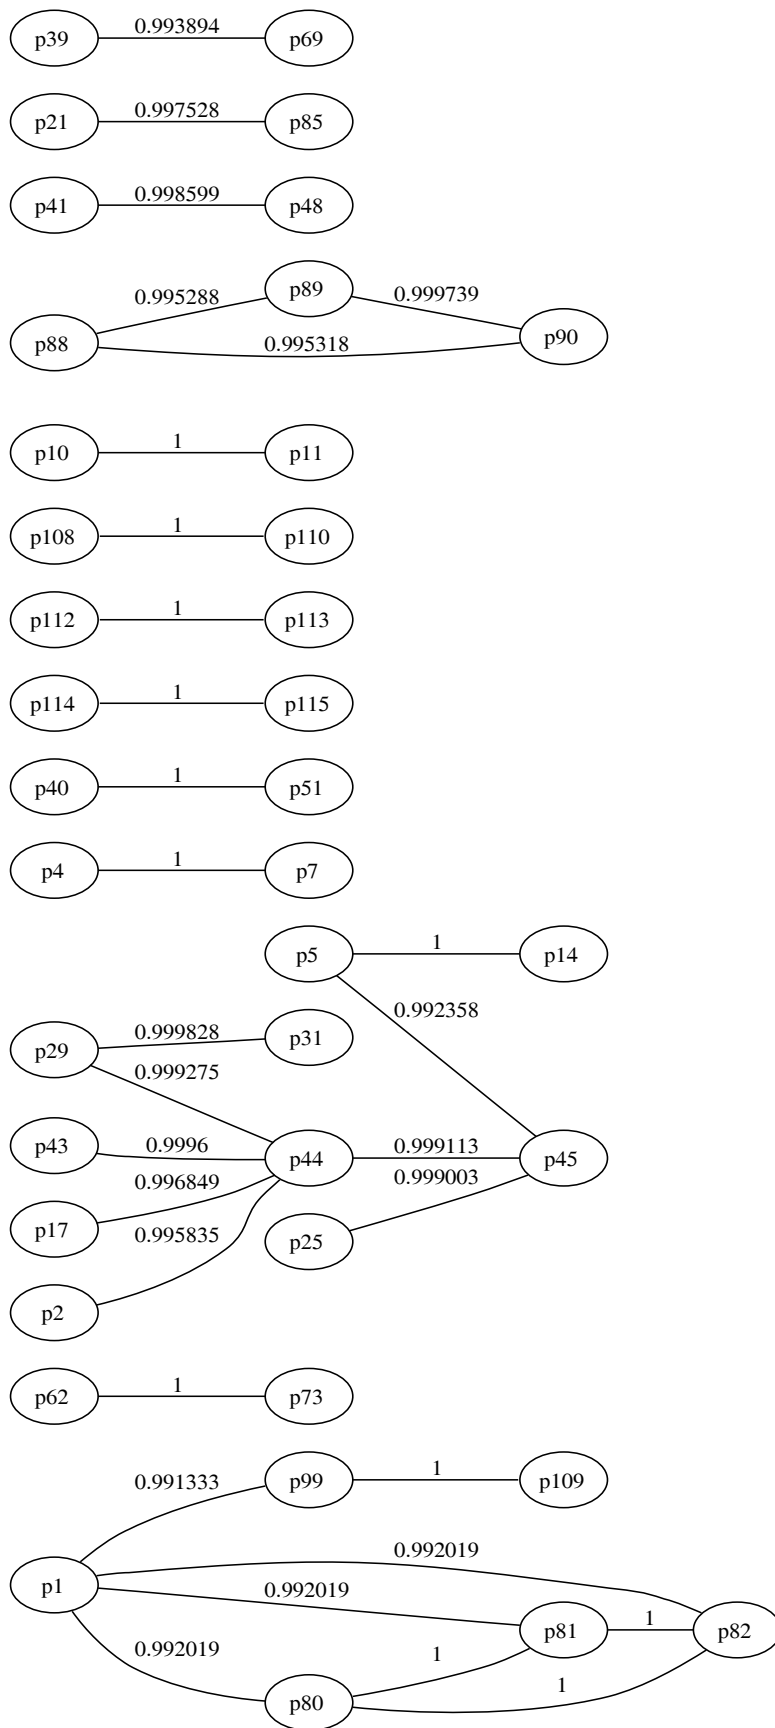 p39 0.993894 p69
p21 0.997528 p85
p41 0.998599 p48
p89
0.995288 0.999739
p88 0.995318 p90
p10 1 p11
p108 1 p110
p112 1 p113
p114 1 p115
p40 1 p51
p4 1 p7
p5 1 p14
0.992358
p29 0.999828 p31
0.999275
p43 0.9996 p44 0.999113 p45
0.996849 0.999003
p17 0.995835 p25
p2
p62 1 p73
0.991333 p99 1 p109
0.992019
p1 0.992019
p81 1 p82
0.992019 1
p80 1